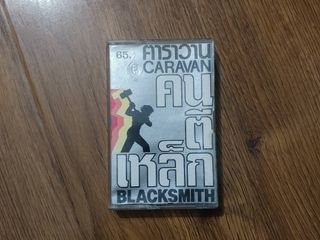 65.-
คาราวาน
CARAVAN
คน
ตี
เหล็ก
BLACKSMITH